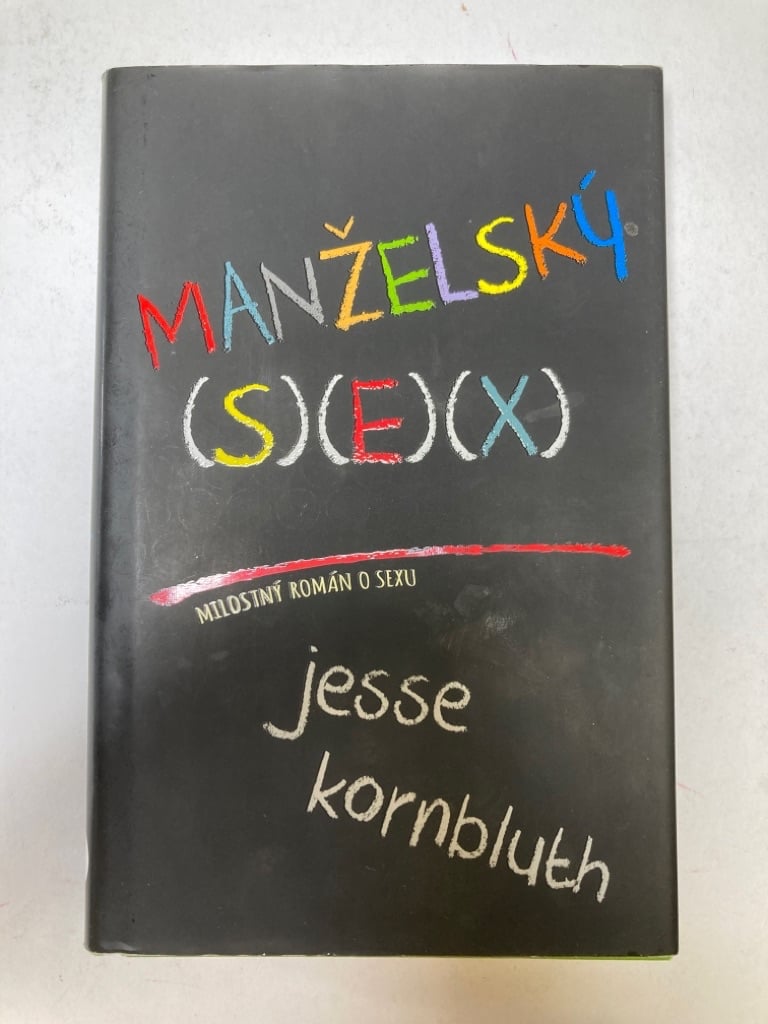 MANŽELSKÝ
(S)(E)(X)
MILOSTNÝ ROMÁN O SEXU
jesse
kornbluth